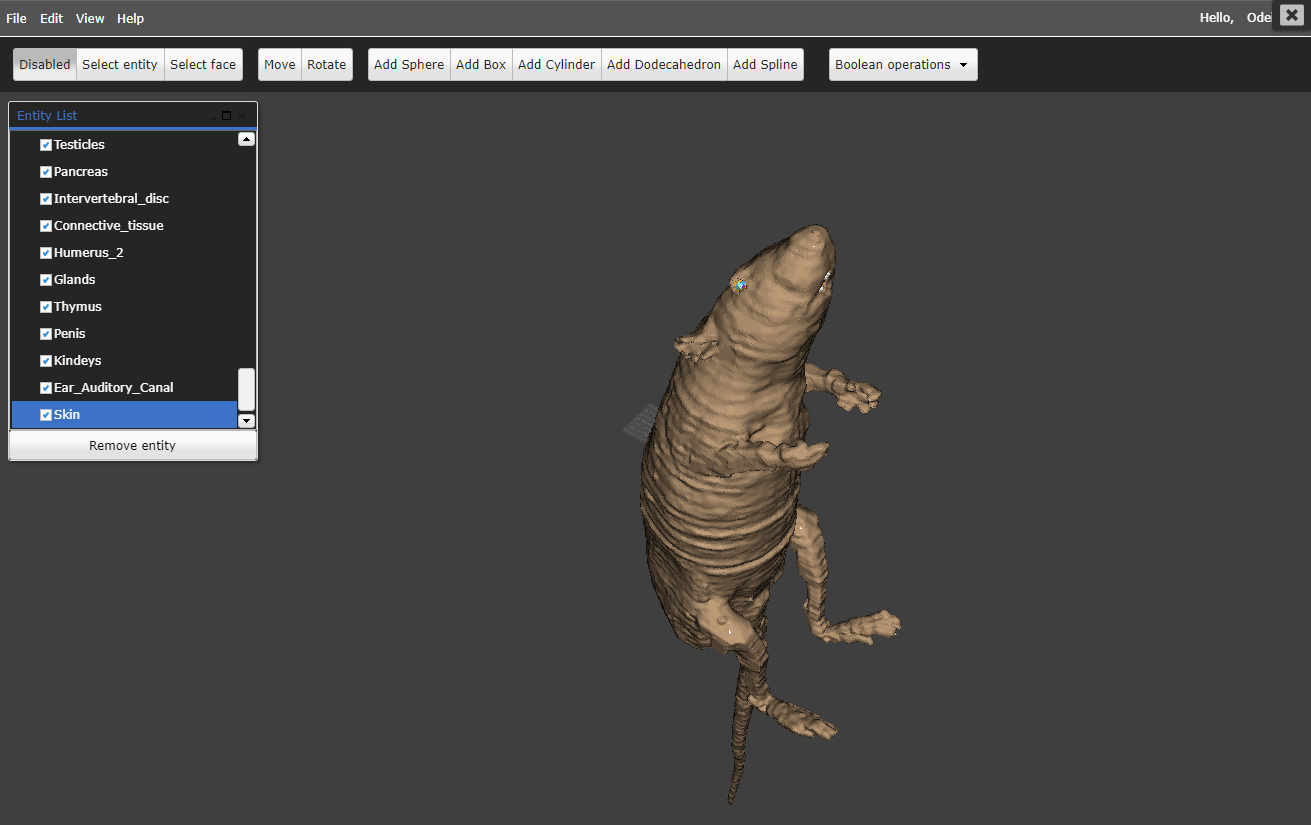 File Edit View Help Hello,
Disabled Select entity Select face Move Rotate Add Sphere Add Box Add Cylinder Add Dodecahedron Add Spline Boolean operations
Entity List
Testicles
Pancreas
Intervertebral_disc
Connective_tissue
Humerus_2
Glands
Thymus
Penis
Kindeys
Ear_Auditory_Canal
Skin
Remove entity